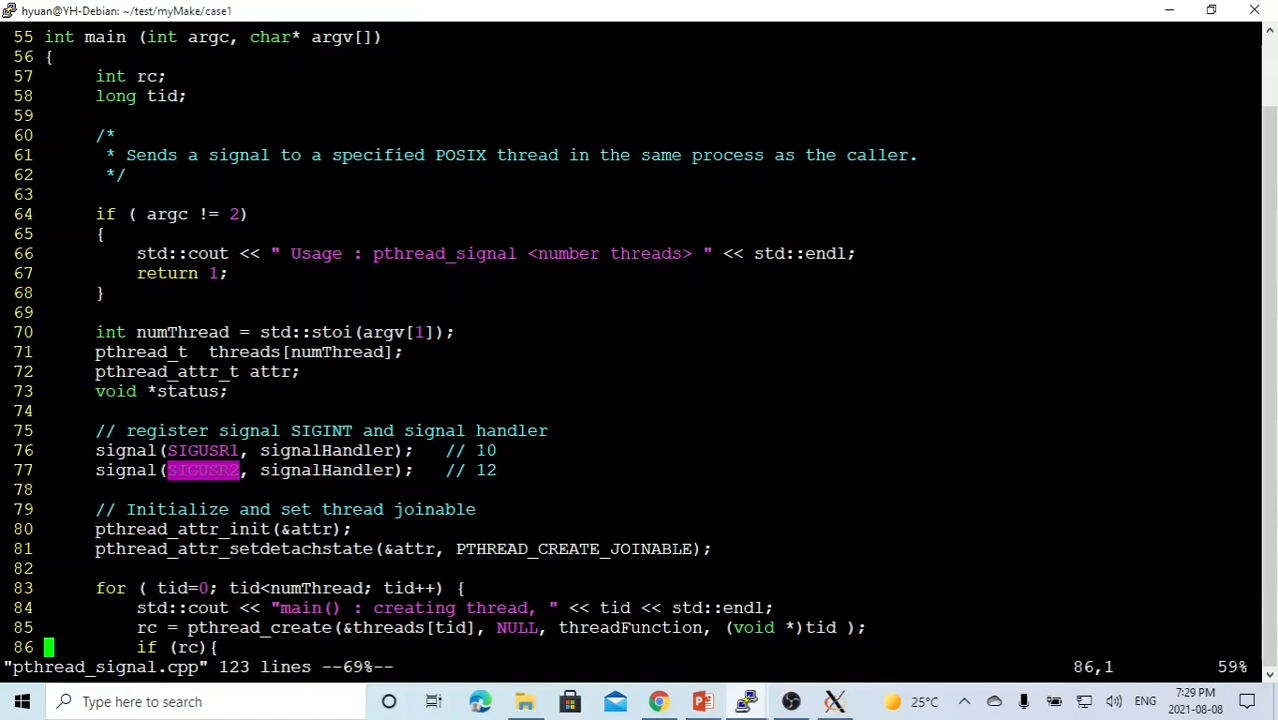 hyuan@YH-Debian: ~/test/myMake/case1
55 int main (int argc, char* argv[])
56 {
57      int rc;
58      long tid;
59
60      /*
61       * Sends a signal to a specified POSIX thread in the same process as the caller.
62       */
63
64      if ( argc != 2)
65      {
66          std::cout << " Usage : pthread_signal <number threads> " << std::endl;
67          return 1;
68      }
69
70      int numThread = std::stoi(argv[1]);
71      pthread_t  threads[numThread];
72      pthread_attr_t attr;
73      void *status;
74
75      // register signal SIGINT and signal handler
76      signal(SIGUSR1, signalHandler);   // 10
77      signal(SIGUSR2, signalHandler);   // 12
78
79      // Initialize and set thread joinable
80      pthread_attr_init(&attr);
81      pthread_attr_setdetachstate(&attr, PTHREAD_CREATE_JOINABLE);
82
83      for ( tid=0; tid<numThread; tid++) {
84          std::cout << "main() : creating thread, " << tid << std::endl;
85          rc = pthread_create(&threads[tid], NULL, threadFunction, (void *)tid );
86          if (rc){
"pthread_signal.cpp" 123 lines --69%-- 86,1 59%
Type here to search
25°C
ENG
7:29 PM
2021-08-08